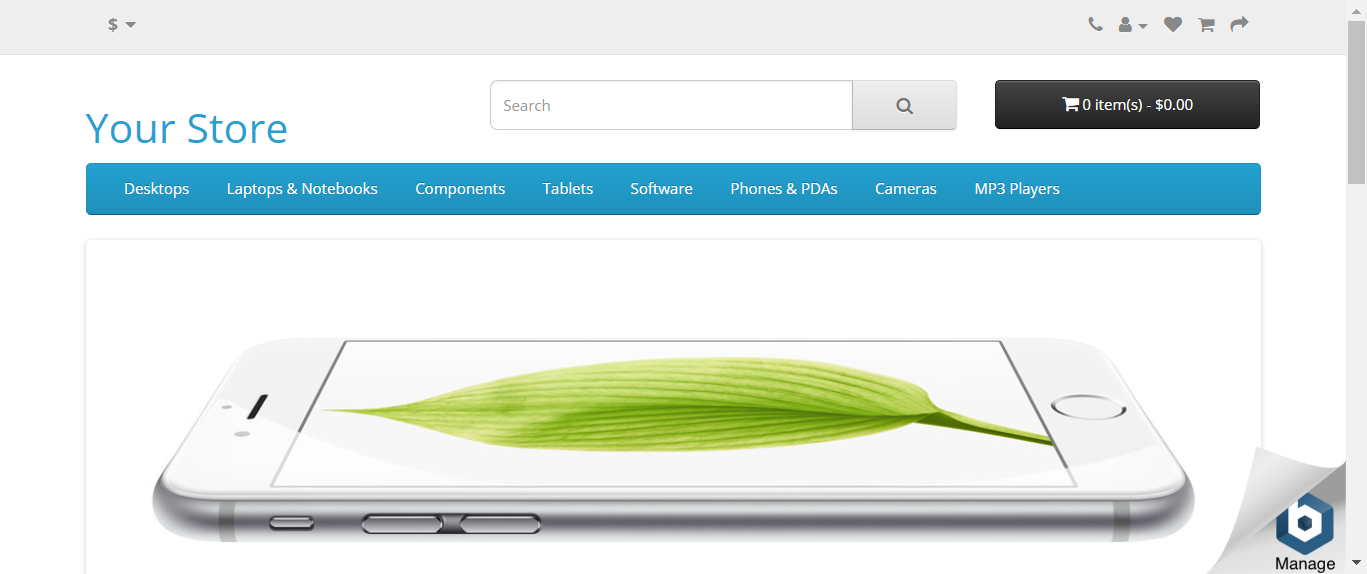 $
Search
0 item(s) - $0.00
Your Store
Desktops Laptops & Notebooks Components Tablets Software Phones & PDAs Cameras MP3 Players
b
Manage